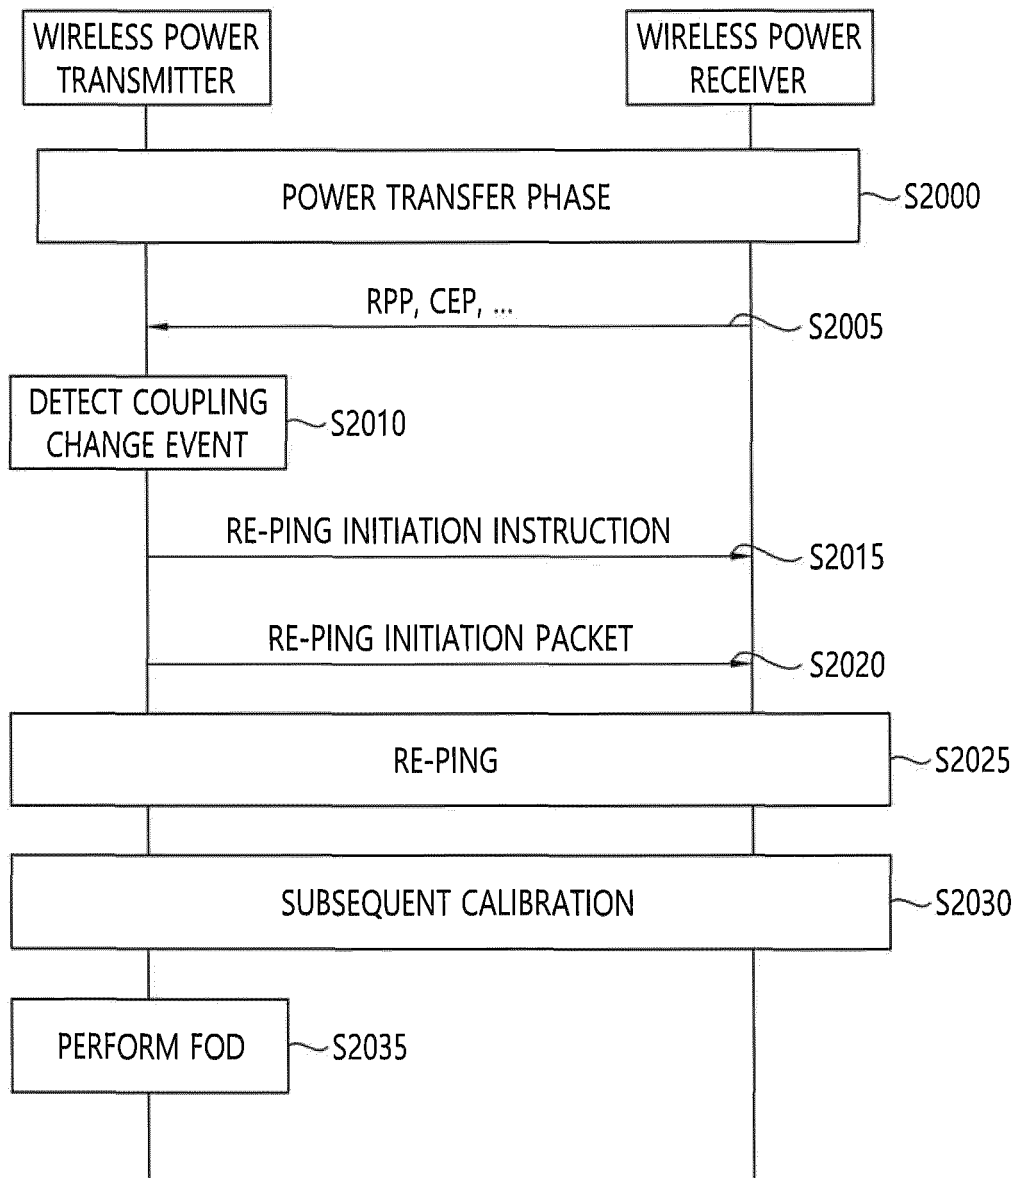 WIRELESS POWER
TRANSMITTER
WIRELESS POWER
RECEIVER
POWER TRANSFER PHASE
S2000
RPP, CEP, ...
S2005
DETECT COUPLING
CHANGE EVENT
S2010
RE-PING INITIATION INSTRUCTION
S2015
RE-PING INITIATION PACKET
S2020
RE-PING
S2025
SUBSEQUENT CALIBRATION
S2030
PERFORM FOD
S2035